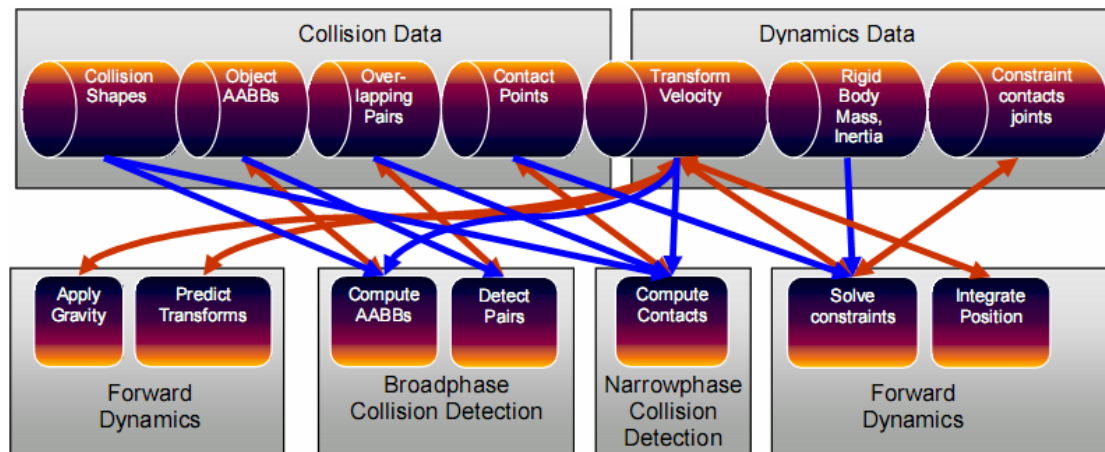 Collision Data
Dynamics Data
Collision
Shapes
Object
AABBs
Over-
lapping
Pairs
Contact
Points
Transform
Velocity
Rigid
Body
Mass,
Inertia
Constraint
contacts
joints
Apply
Gravity
Predict
Transforms
Compute
AABBs
Detect
Pairs
Compute
Contacts
Solve
constraints
Integrate
Position
Forward
Dynamics
Broadphase
Collision Detection
Narrowphase
Collision
Detection
Forward
Dynamics